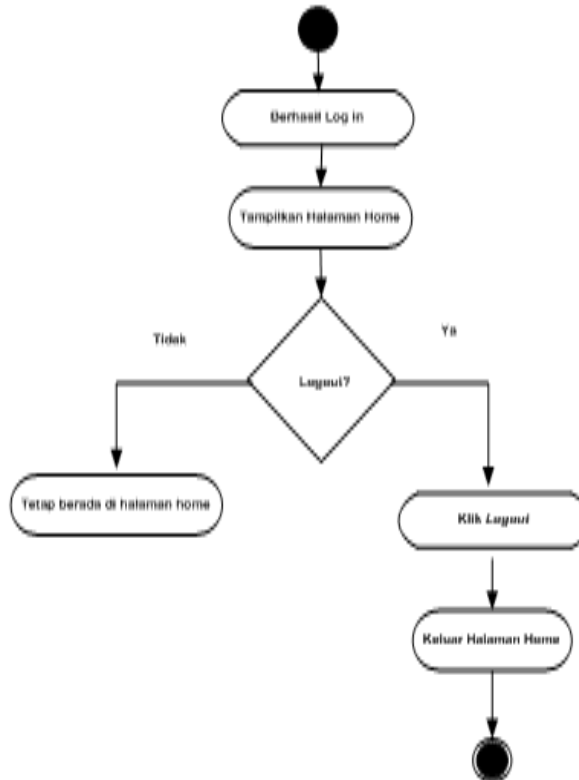 Berhasil Log in
Tampilkan Halaman Home
Tidak
Ya
Logout?
Tetap berada di halaman home
Klik Logout
Keluar Halaman Home